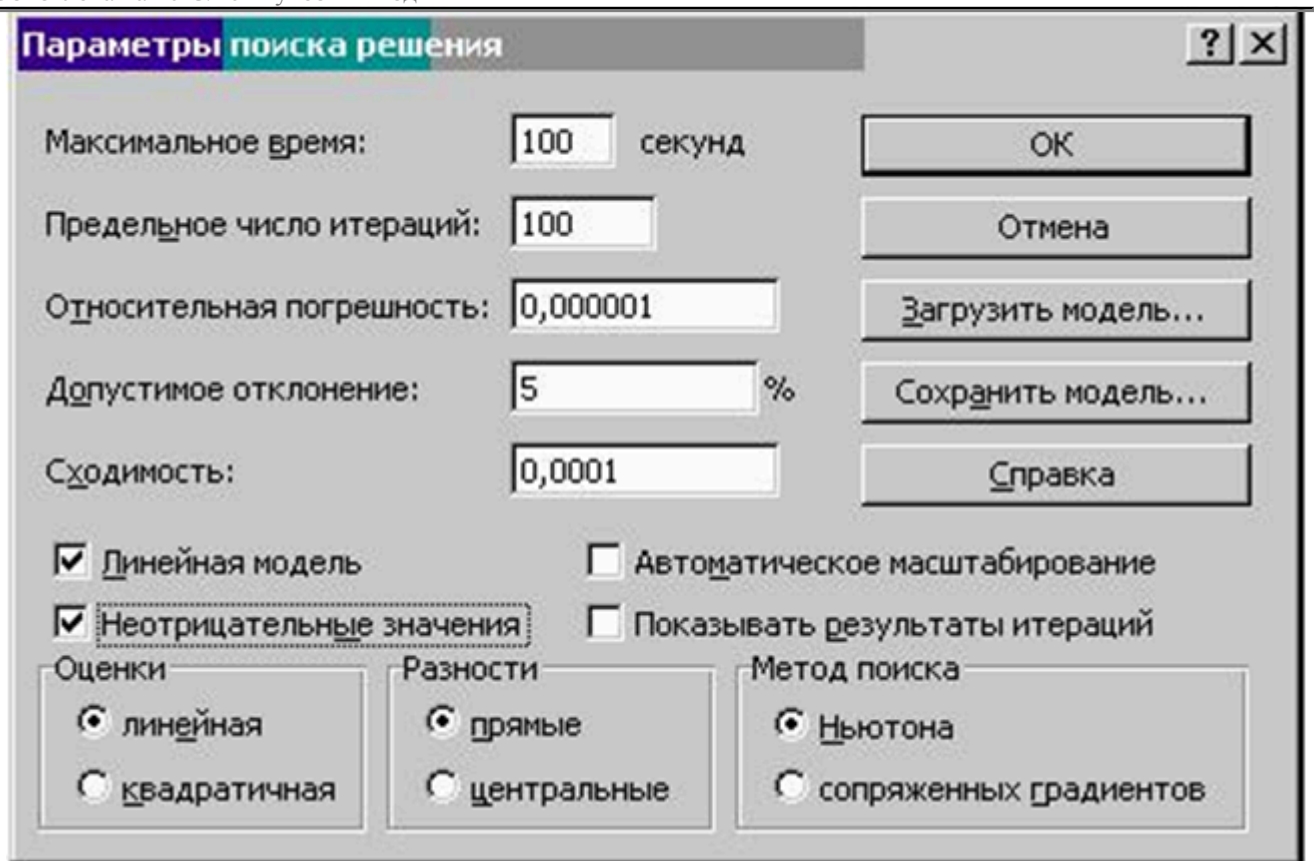 Параметры поиска решения
Максимальное время: 100 секунд
ОК
Предельное число итераций: 100
Отмена
Относительная погрешность: 0,000001
Загрузить модель...
Допустимое отклонение: 5 %
Сохранить модель...
Сходимость: 0,0001
Справка
Линейная модель
Автоматическое масштабирование
Неотрицательные значения
Показывать результаты итераций
Оценки
линейная
квадратичная
Разности
прямые
центральные
Метод поиска
Ньютона
сопряженных градиентов